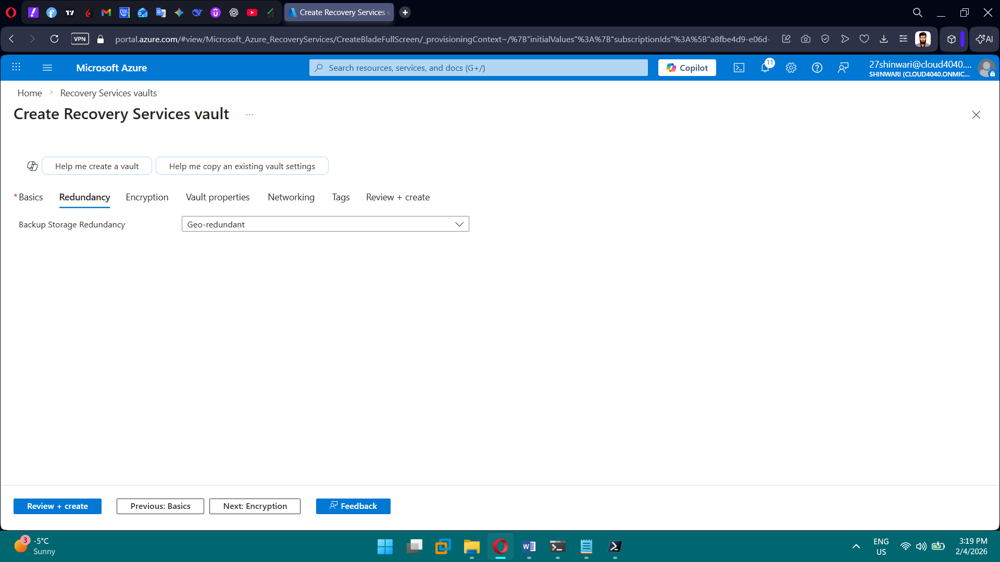 Create Recovery Services v
VPN
portal.azure.com/#view/Microsoft_Azure_RecoveryServices/CreateBladeFullScreen/_provisioningContext~/%7B"initialValues"%3A%7B"subscriptionIds"%3A%5B"a8fbe4d9-e06d-
AI
Microsoft Azure
Search resources, services, and docs (G+/)
Copilot
11
27shinwari@cloud4040....
SHINWARI (CLOUD4040.ONMIC...
Home
Recovery Services vaults
Create Recovery Services vault
...
Help me create a vault
Help me copy an existing vault settings
* Basics
Redundancy
Encryption
Vault properties
Networking
Tags
Review + create
Backup Storage Redundancy
Geo-redundant
Review + create
Previous: Basics
Next: Encryption
Feedback
3
-5°C
Sunny
ENG
US
3:19 PM
2/4/2026